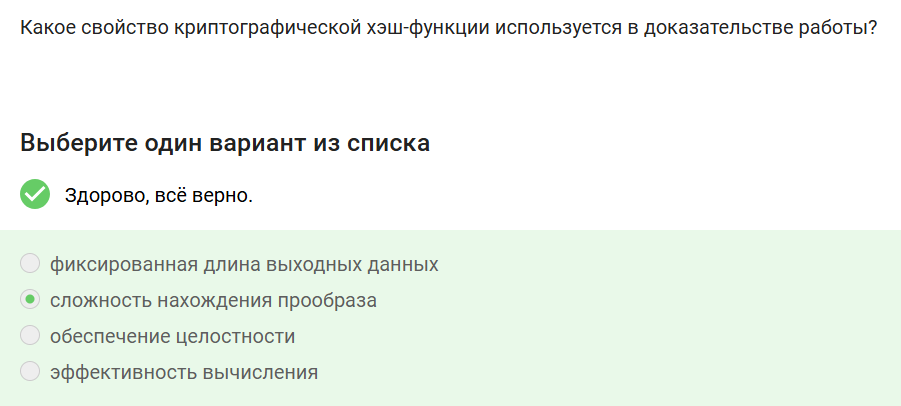 Какое свойство криптографической хэш-функции используется в доказательстве работы?
Выберите один вариант из списка
Здорово, всё верно.
фиксированная длина выходных данных
сложность нахождения прообраза
обеспечение целостности
эффективность вычисления